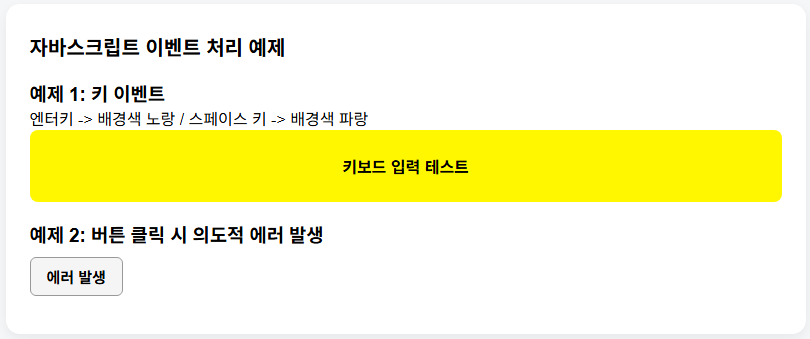 자바스크립트 이벤트 처리 예제
예제 1: 키 이벤트
엔터키 -> 배경색 노랑 / 스페이스 키 -> 배경색 파랑
키보드 입력 테스트
예제 2: 버튼 클릭 시 의도적 에러 발생
에러 발생